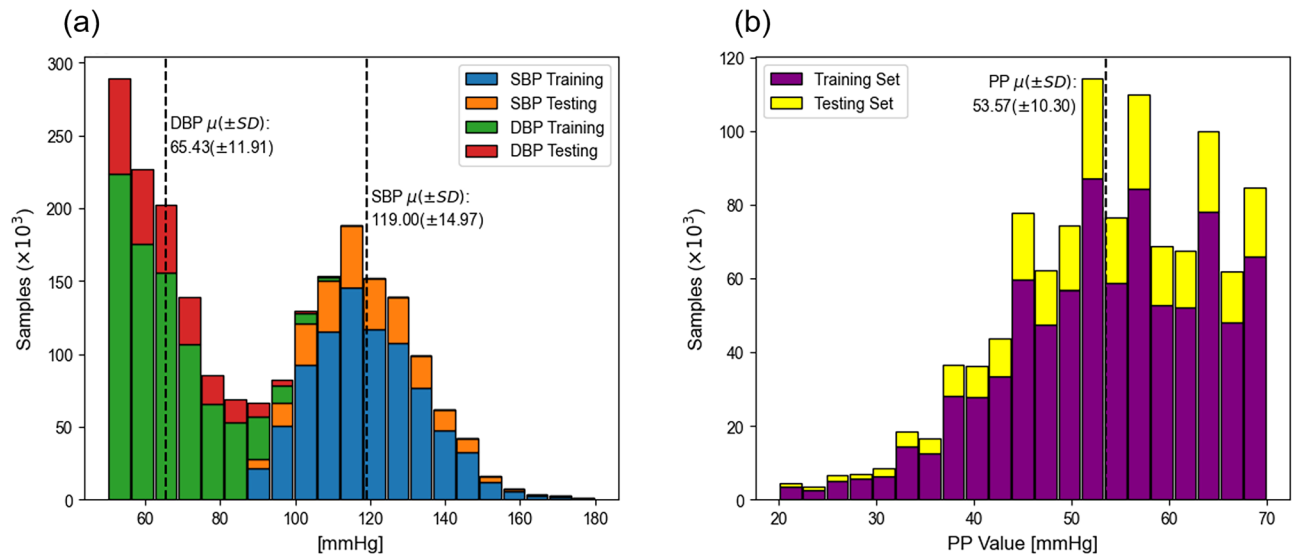 (a)
300
250
200
150
100
50
0
Samples (×10³)
60
80
100
120
140
160
180
[mmHg]
DBP μ(±SD):
65.43(±11.91)
SBP μ(±SD):
119.00(±14.97)
SBP Training
SBP Testing
DBP Training
DBP Testing
(b)
120
100
80
60
40
20
0
Samples (×10³)
20
30
40
50
60
70
PP Value [mmHg]
Training Set
Testing Set
PP μ(±SD):
53.57(±10.30)